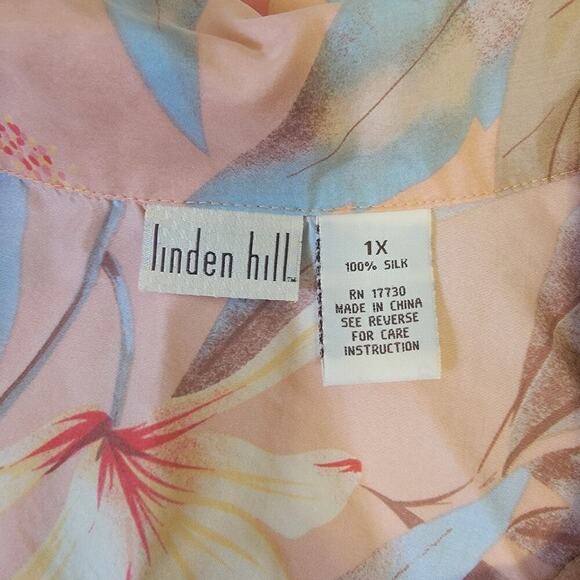 linden hill
1X
100% SILK
RN 17730
MADE IN CHINA
SEE REVERSE
FOR CARE
INSTRUCTION